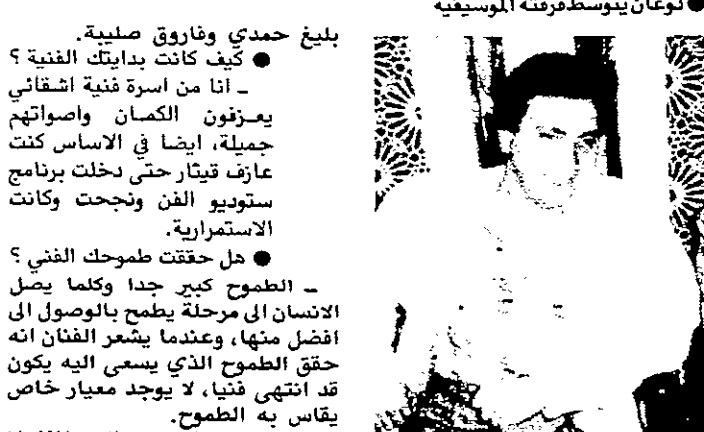 ● نوعان يتوسط فرقته الموسيقية
بليغ حمدي وفاروق صليبة.
● كيف كانت بدايتك الفنية ؟
ـ انا من اسرة فنية اشقائي
يعزفون الكمان واصواتهم
جميلة، ايضا في الاساس كنت
عازف قيثار حتى دخلت برنامج
ستوديو الفن ونجحت وكانت
الاستمرارية.
● هل حققت طموحك الفني ؟
ـ الطموح كبير جدا وكلما يصل
الانسان الى مرحلة يطمح بالوصول الى
افضل منها، وعندما يشعر الفنان انه
حقق الطموح الذي يسعى اليه يكون
قد انتهى فنيا، لا يوجد معيار خاص
يقاس به الطموح.